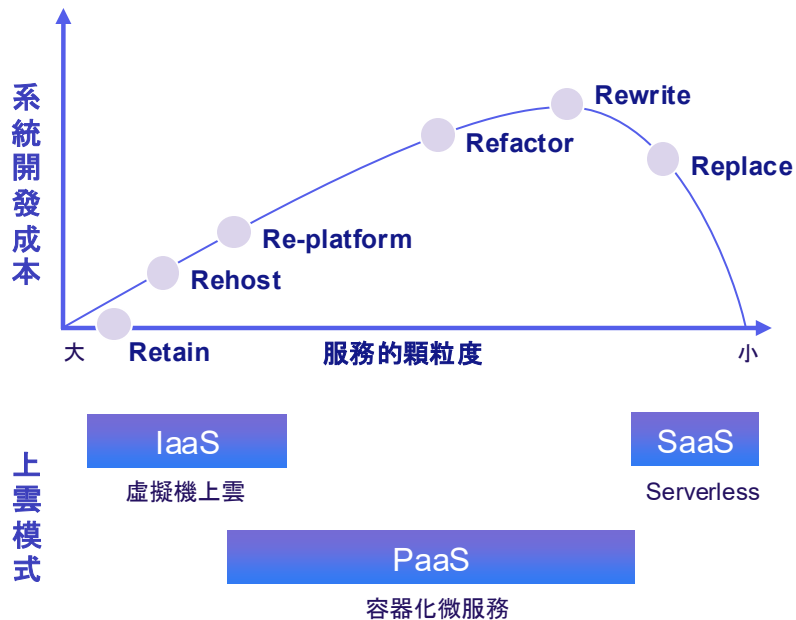 系統開發成本
Rewrite
Refactor
Replace
Re-platform
Rehost
Retain
大
服務的顆粒度
小
上雲模式
IaaS
虛擬機上雲
SaaS
Serverless
PaaS
容器化微服務